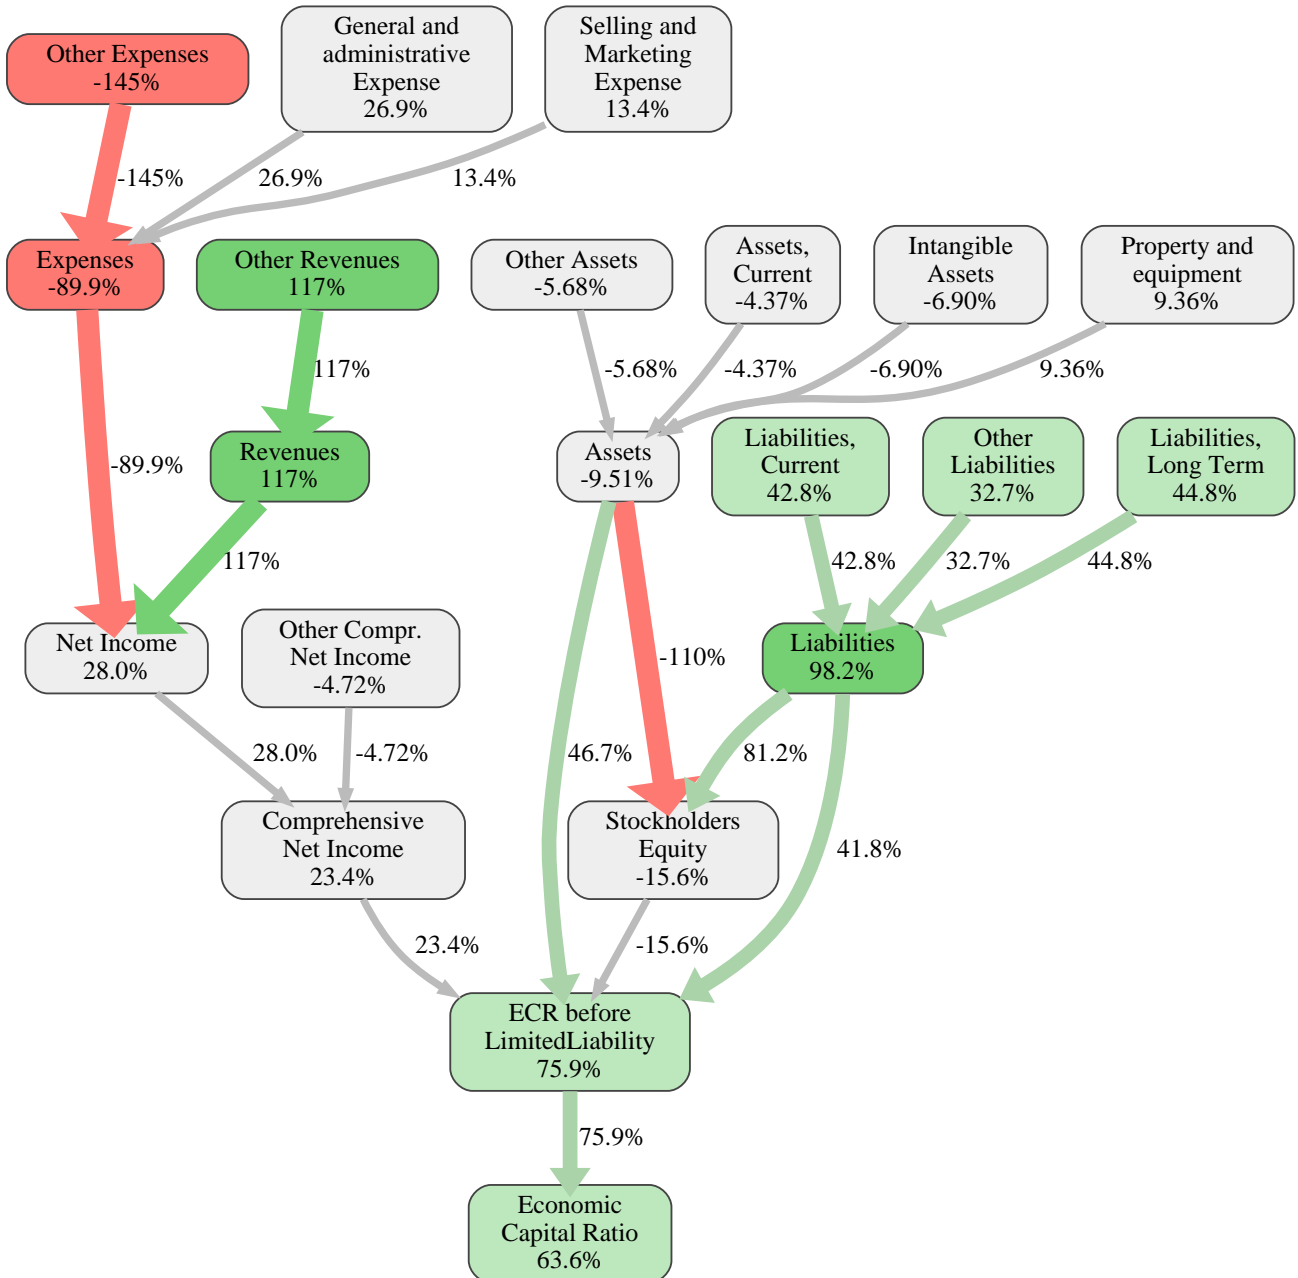 Other Expenses
-145%
General and
administrative
Expense
26.9%
Selling and
Marketing
Expense
13.4%
-145%
26.9%
13.4%
Expenses
-89.9%
Other Revenues
117%
Other Assets
-5.68%
Assets,
Current
-4.37%
Intangible
Assets
-6.90%
Property and
equipment
9.36%
117%
-5.68%
-4.37%
-6.90%
9.36%
-89.9%
Revenues
117%
Assets
-9.51%
Liabilities,
Current
42.8%
Other
Liabilities
32.7%
Liabilities,
Long Term
44.8%
117%
42.8%
32.7%
44.8%
Net Income
28.0%
Other Compr.
Net Income
-4.72%
-110%
Liabilities
98.2%
28.0%
-4.72%
46.7%
81.2%
Comprehensive
Net Income
23.4%
Stockholders
Equity
-15.6%
41.8%
23.4%
-15.6%
ECR before
LimitedLiability
75.9%
75.9%
Economic
Capital Ratio
63.6%